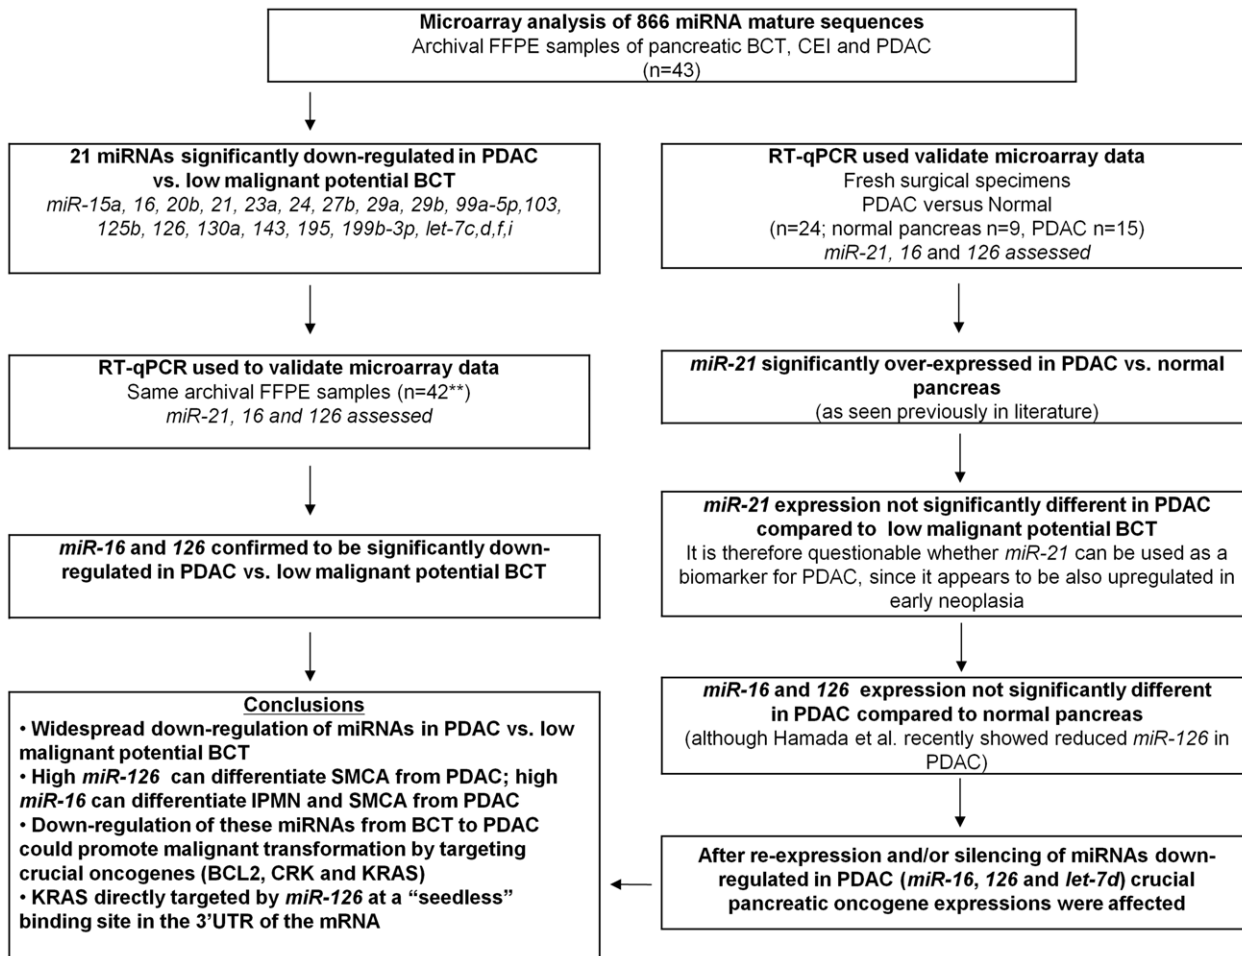 Microarray analysis of 866 miRNA mature sequences
Archival FFPE samples of pancreatic BCT, CEI and PDAC
(n=43)
21 miRNAs significantly down-regulated in PDAC
vs. low malignant potential BCT
miR-15a, 16, 20b, 21, 23a, 24, 27b, 29a, 29b, 99a-5p,103,
125b, 126, 130a, 143, 195, 199b-3p, let-7c,d,f,i
RT-qPCR used to validate microarray data
Same archival FFPE samples (n=42**)
miR-21, 16 and 126 assessed
miR-16 and 126 confirmed to be significantly down-
regulated in PDAC vs. low malignant potential BCT
RT-qPCR used validate microarray data
Fresh surgical specimens
PDAC versus Normal
(n=24; normal pancreas n=9, PDAC n=15)
miR-21, 16 and 126 assessed
miR-21 significantly over-expressed in PDAC vs. normal
pancreas
(as seen previously in literature)
miR-21 expression not significantly different in PDAC
compared to low malignant potential BCT
It is therefore questionable whether miR-21 can be used as a
biomarker for PDAC, since it appears to be also upregulated in
early neoplasia
miR-16 and 126 expression not significantly different
in PDAC compared to normal pancreas
(although Hamada et al. recently showed reduced miR-126 in
PDAC)
After re-expression and/or silencing of miRNAs down-
regulated in PDAC (miR-16, 126 and let-7d) crucial
pancreatic oncogene expressions were affected
Conclusions
• Widespread down-regulation of miRNAs in PDAC vs. low
malignant potential BCT
• High miR-126 can differentiate SMCA from PDAC; high
miR-16 can differentiate IPMN and SMCA from PDAC
• Down-regulation of these miRNAs from BCT to PDAC
could promote malignant transformation by targeting
crucial oncogenes (BCL2, CRK and KRAS)
• KRAS directly targeted by miR-126 at a “seedless”
binding site in the 3’UTR of the mRNA